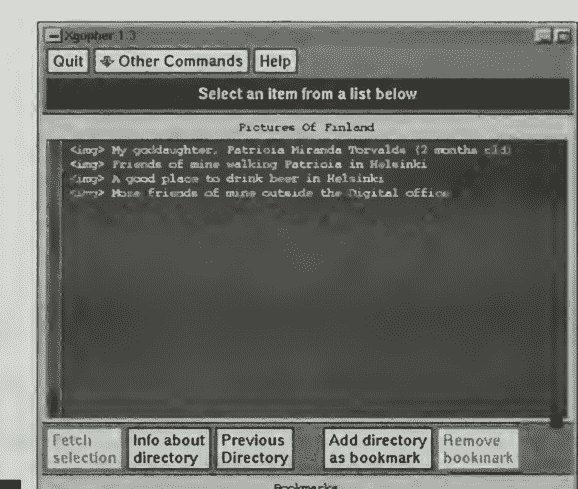 Xgopher 1.3
Quit Other Commands Help
Select an item from a list below
Pictures Of Finland
<img> My goddaughter, Patricia Miranda Torvalds (2 months old)
<img> Friends of mine walking Patricia in Helsinki
<img> A good place to drink beer in Helsinki
<img> More friends of mine outside the Digital office
Fetch selection
Info about directory
Previous Directory
Add directory as bookmark
Remove bookmark
Bookmarks